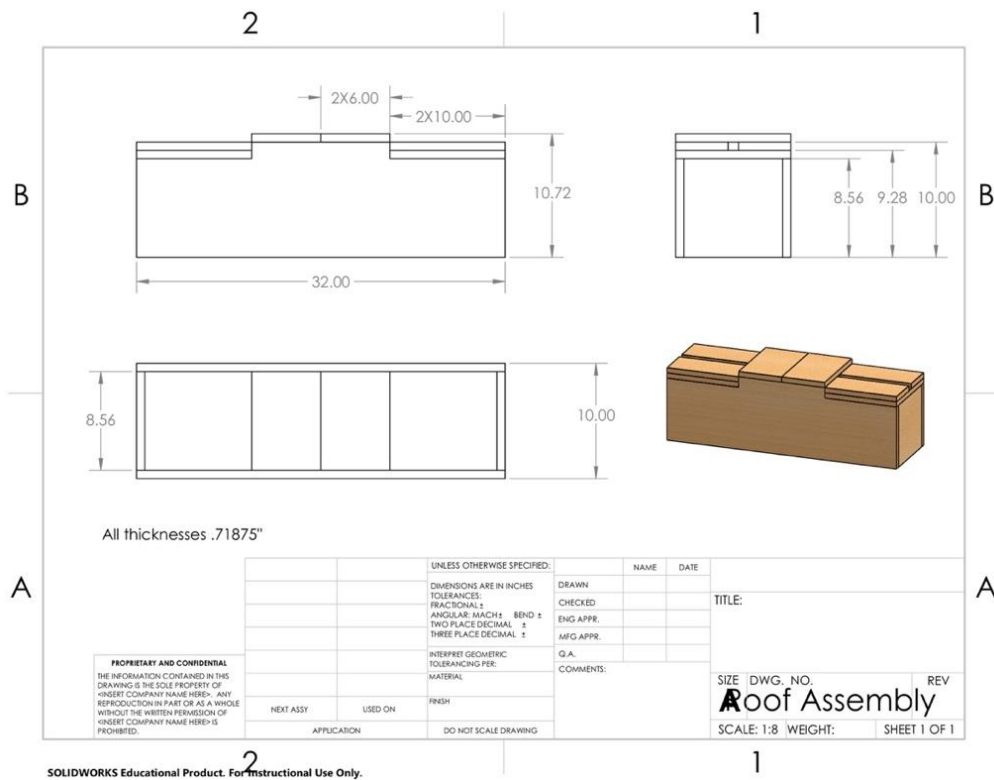 2
1
2X6.00
2X10.00
B
10.72
8.56
9.28
10.00
B
32.00
8.56
10.00
All thicknesses .71875"
A
A
UNLESS OTHERWISE SPECIFIED:
DIMENSIONS ARE IN INCHES
TOLERANCES:
FRACTIONAL ±
ANGULAR: MACH ± BEND ±
TWO PLACE DECIMAL ±
THREE PLACE DECIMAL ±
INTERPRET GEOMETRIC
TOLERANCING PER:
MATERIAL
FINISH
DO NOT SCALE DRAWING
NAME
DATE
DRAWN
CHECKED
ENG APPR.
MFG APPR.
Q.A.
COMMENTS:
PROPRIETARY AND CONFIDENTIAL
THE INFORMATION CONTAINED IN THIS
DRAWING IS THE SOLE PROPERTY OF
<INSERT COMPANY NAME HERE>. ANY
REPRODUCTION IN PART OR AS A WHOLE
WITHOUT THE WRITTEN PERMISSION OF
<INSERT COMPANY NAME HERE> IS
PROHIBITED.
NEXT ASSY
USED ON
APPLICATION
TITLE:
SIZE DWG. NO. REV
A
Roof Assembly
SCALE: 1:8 WEIGHT: SHEET 1 OF 1
2
1
SOLIDWORKS Educational Product. For Instructional Use Only.